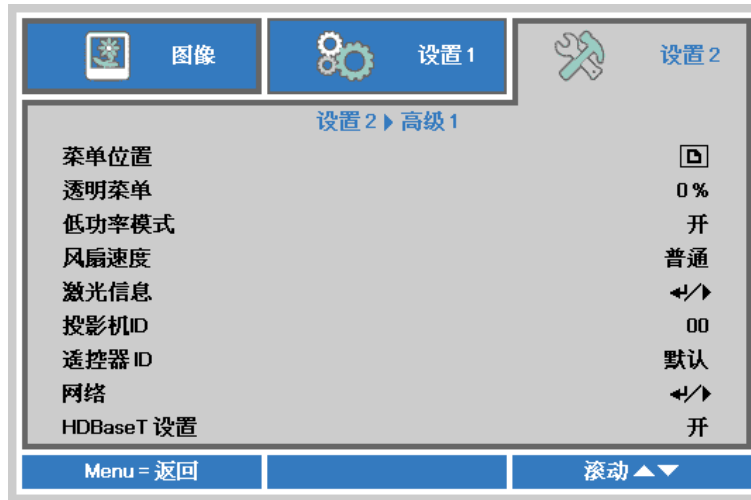 图像
设置 1
设置 2
设置 2 ▶ 高级 1
菜单位置
透明菜单 0 %
低功率模式 开
风扇速度 普通
激光信息 ↵/▶
投影机ID 00
遥控器 ID 默认
网络 ↵/▶
HDBaseT 设置 开
Menu = 返回 滚动 ▲▼